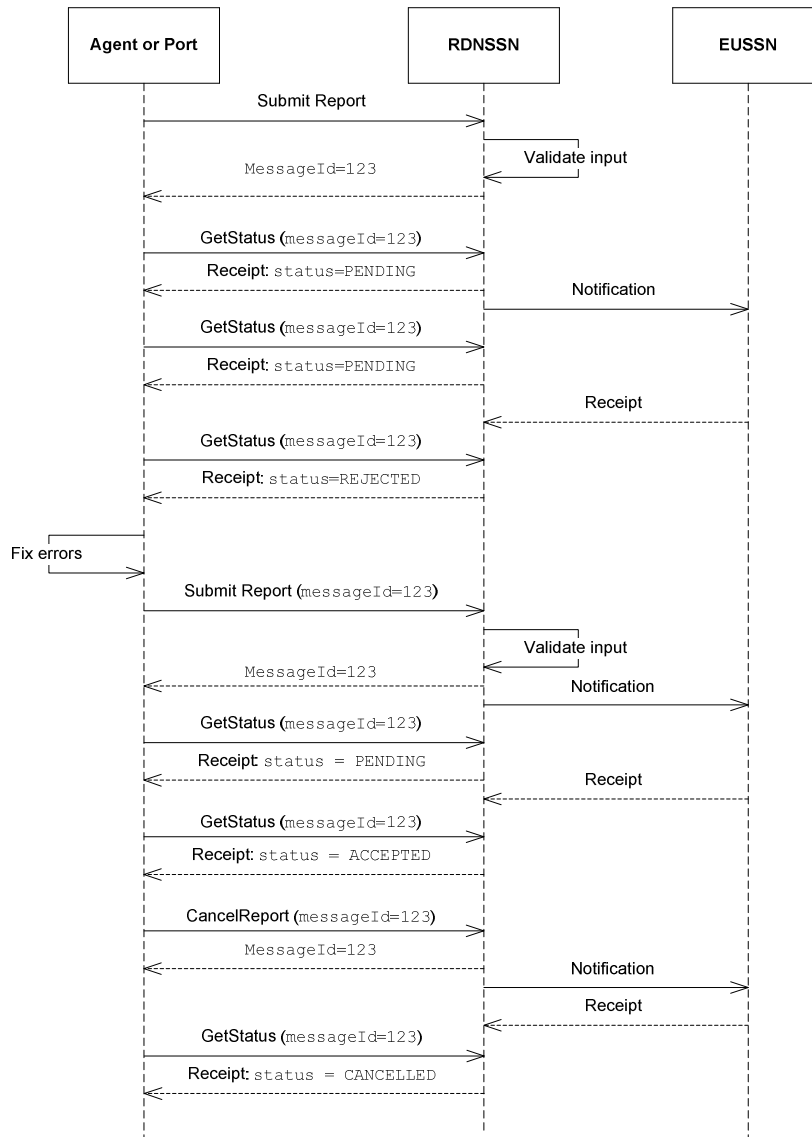 Agent or Port
RDNSSN
EUSSN
Submit Report
Validate input
MessageId=123
GetStatus (messageId=123)
Receipt: status=PENDING
Notification
GetStatus (messageId=123)
Receipt: status=PENDING
Receipt
GetStatus (messageId=123)
Receipt: status=REJECTED
Fix errors
Submit Report (messageId=123)
Validate input
MessageId=123
Notification
GetStatus (messageId=123)
Receipt: status = PENDING
Receipt
GetStatus (messageId=123)
Receipt: status = ACCEPTED
CancelReport (messageId=123)
MessageId=123
Notification
Receipt
GetStatus (messageId=123)
Receipt: status = CANCELLED